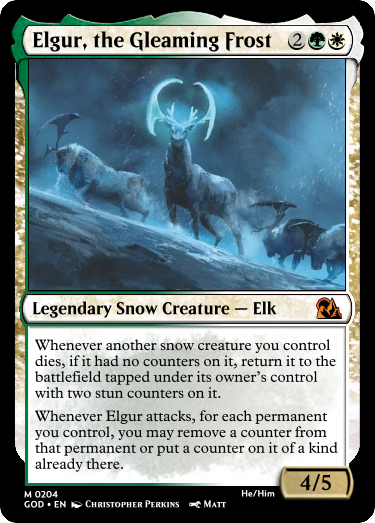 Elgur, the Gleaming Frost 2
Legendary Snow Creature — Elk
Whenever another snow creature you control
dies, if it had no counters on it, return it to the
battlefield tapped under its owner's control
with two stun counters on it.
Whenever Elgur attacks, for each permanent
you control, you may remove a counter from
that permanent or put a counter on it of a kind
already there.
4/5
M 0204
He/Him
GOD • EN Christopher Perkins Matt